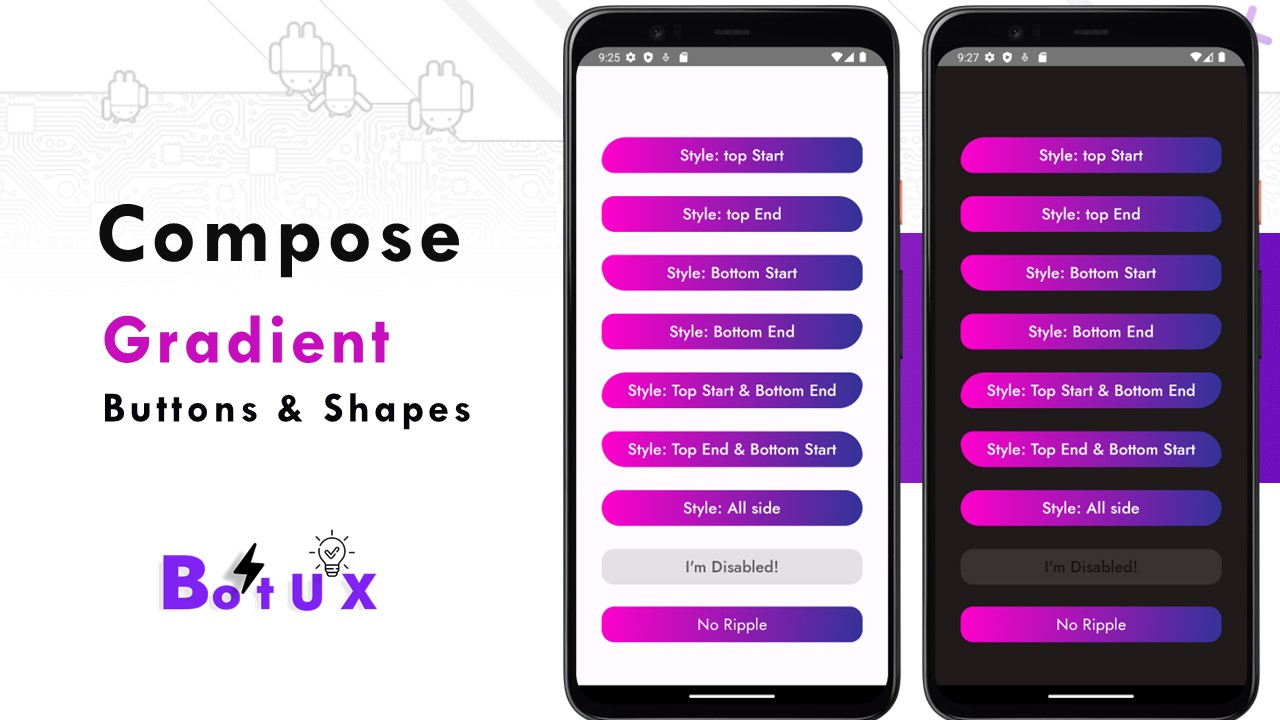 Compose
Gradient
Buttons & Shapes
Bot UX
9:25
Style: top Start
Style: top End
Style: Bottom Start
Style: Bottom End
Style: Top Start & Bottom End
Style: Top End & Bottom Start
Style: All side
I'm Disabled!
No Ripple
9:27
Style: top Start
Style: top End
Style: Bottom Start
Style: Bottom End
Style: Top Start & Bottom End
Style: Top End & Bottom Start
Style: All side
I'm Disabled!
No Ripple